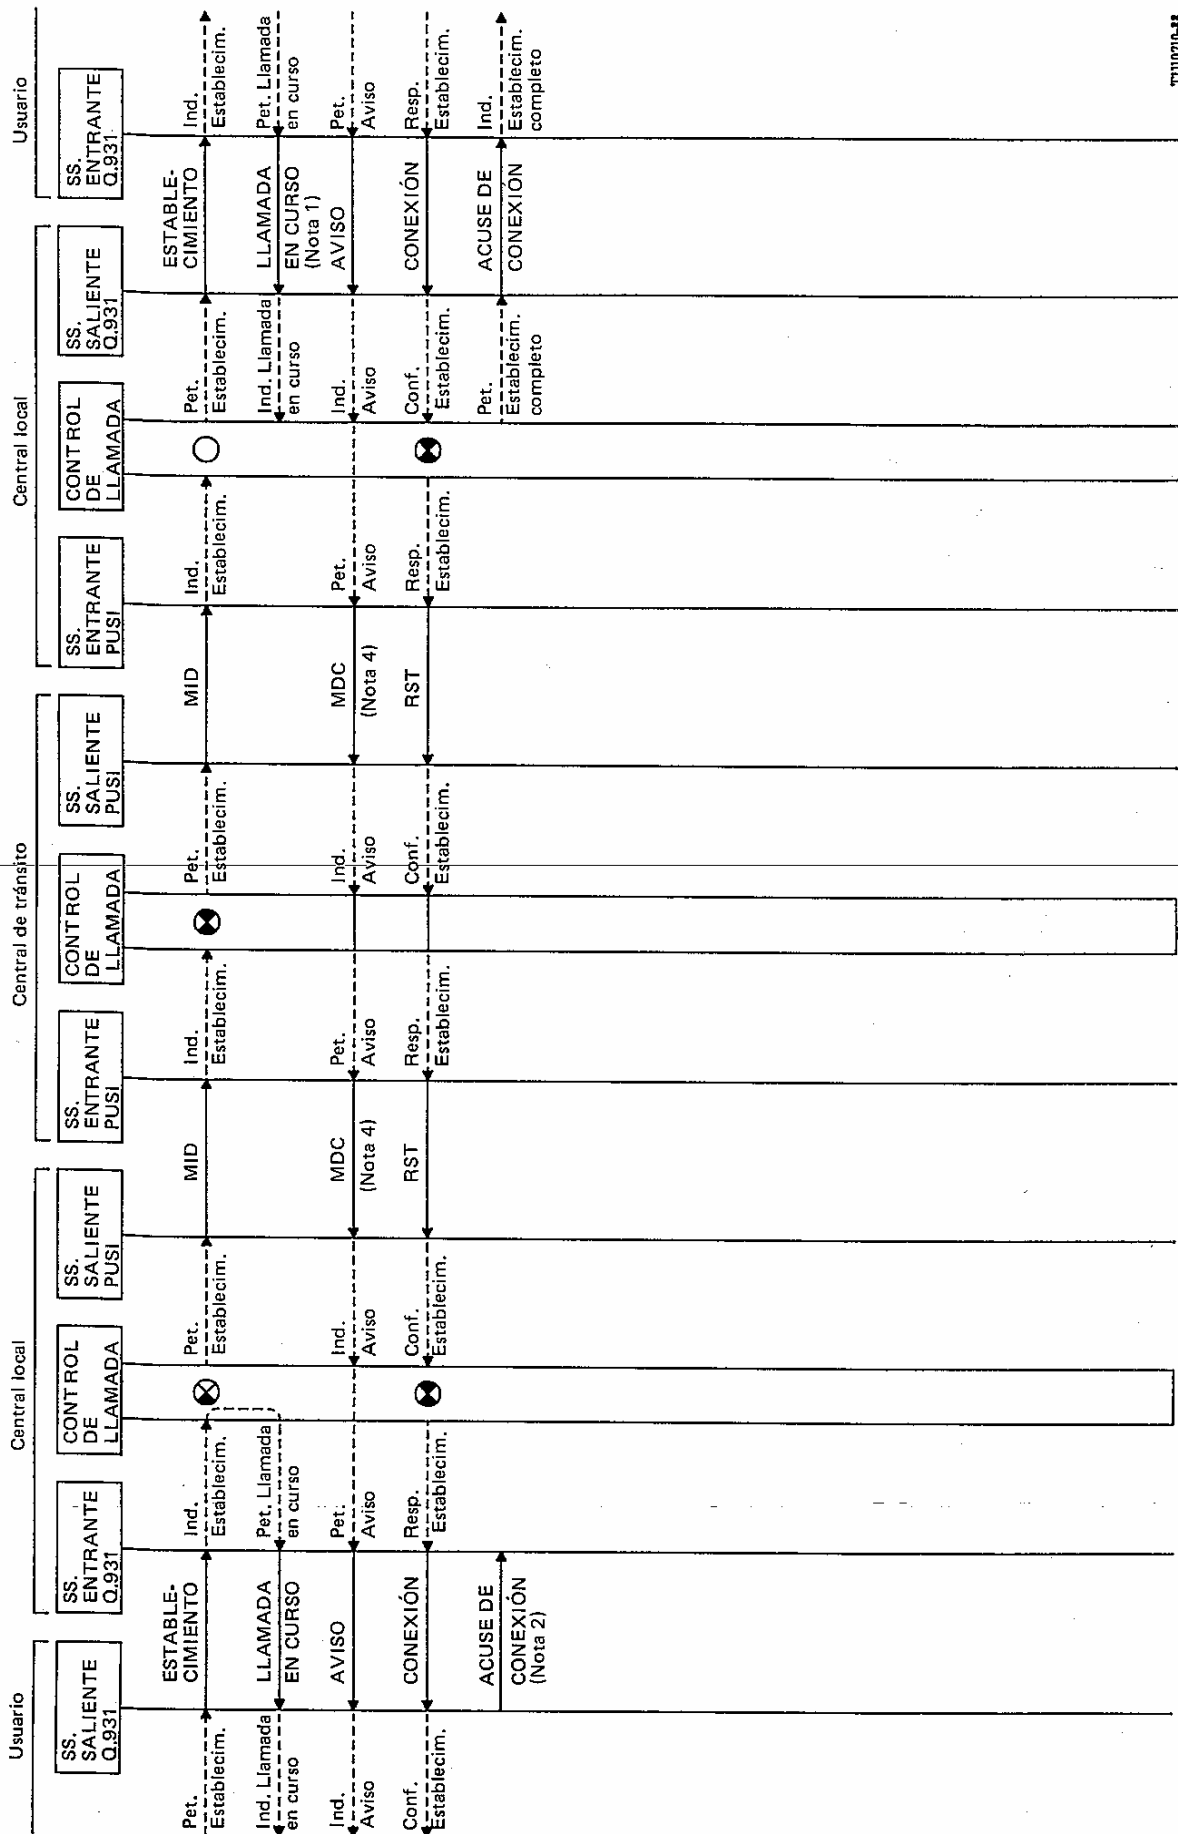 Usuario
Central local
Central de tránsito
Central local
Usuario
SS.
SALIENTE
Q.931
SS.
ENTRANTE
Q.931
CONTROL
DE
LLAMADA
SS.
SALIENTE
PUSI
SS.
ENTRANTE
PUSI
CONTROL
DE
LLAMADA
SS.
SALIENTE
PUSI
SS.
ENTRANTE
PUSI
CONTROL
DE
LLAMADA
SS.
SALIENTE
Q.931
SS.
ENTRANTE
Q.931
Pet.
Establecim.
ESTABLE-
CIMIENTO
Ind.
Establecim.
Pet.
Establecim.
MID
Ind.
Establecim.
Pet.
Establecim.
MID
Ind.
Establecim.
Pet.
Establecim.
ESTABLE-
CIMIENTO
Ind.
Establecim.
Ind. Llamada
en curso
LLAMADA
EN CURSO
Pet. Llamada
en curso
Ind. Llamada
en curso
LLAMADA
EN CURSO
(Nota 1)
Pet. Llamada
en curso
Ind.
Aviso
AVISO
Pet.
Aviso
Ind.
Aviso
MDC
(Nota 4)
Pet.
Aviso
Ind.
Aviso
MDC
(Nota 4)
Pet.
Aviso
Ind.
Aviso
AVISO
Pet.
Aviso
Conf.
Establecim.
CONEXIÓN
Resp.
Establecim.
Conf.
Establecim.
RST
Resp.
Establecim.
Conf.
Establecim.
RST
Resp.
Establecim.
Conf.
Establecim.
CONEXIÓN
Resp.
Establecim.
ACUSE DE
CONEXIÓN
(Nota 2)
Pet.
Establecim.
completo
ACUSE DE
CONEXION
Ind.
Establecim.
completo